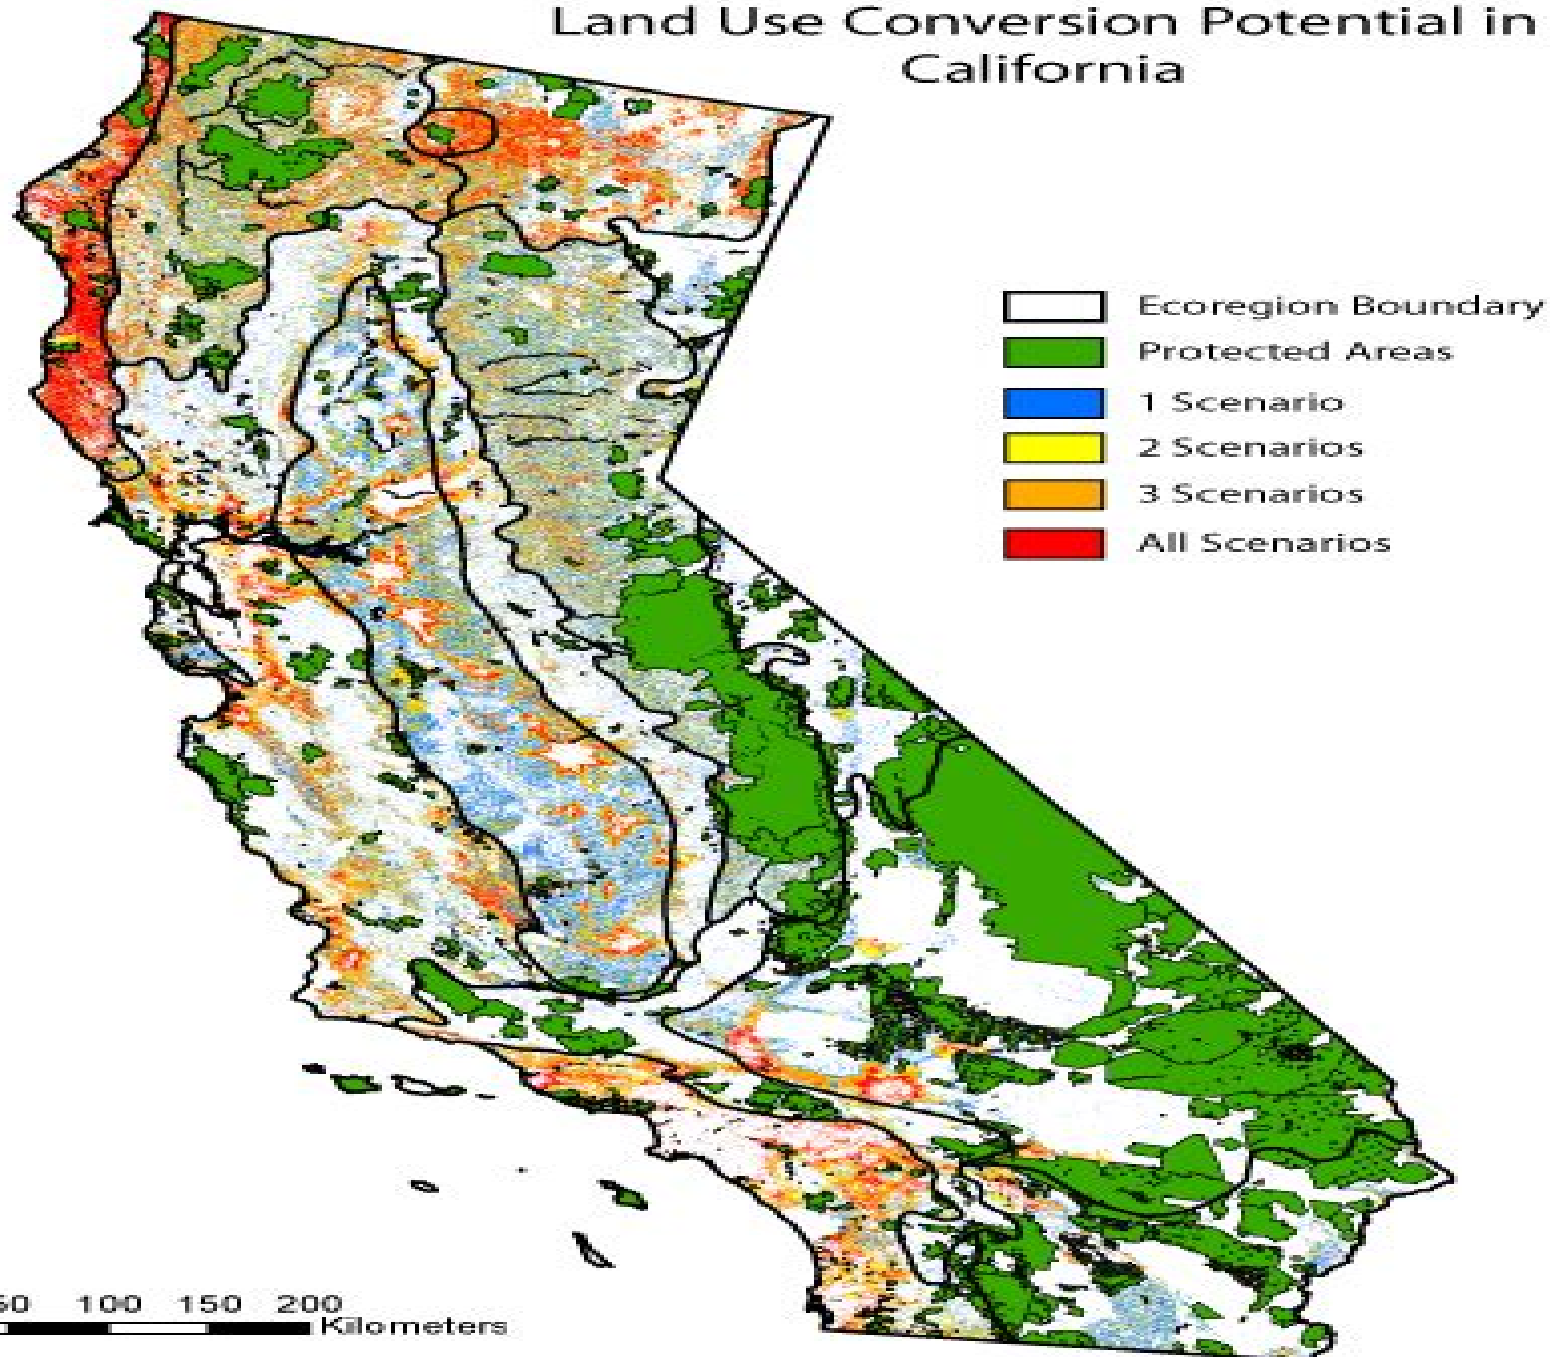 Land Use Conversion Potential in
California
Ecoregion Boundary
Protected Areas
1 Scenario
2 Scenarios
3 Scenarios
All Scenarios
100 150 200
Kilometers